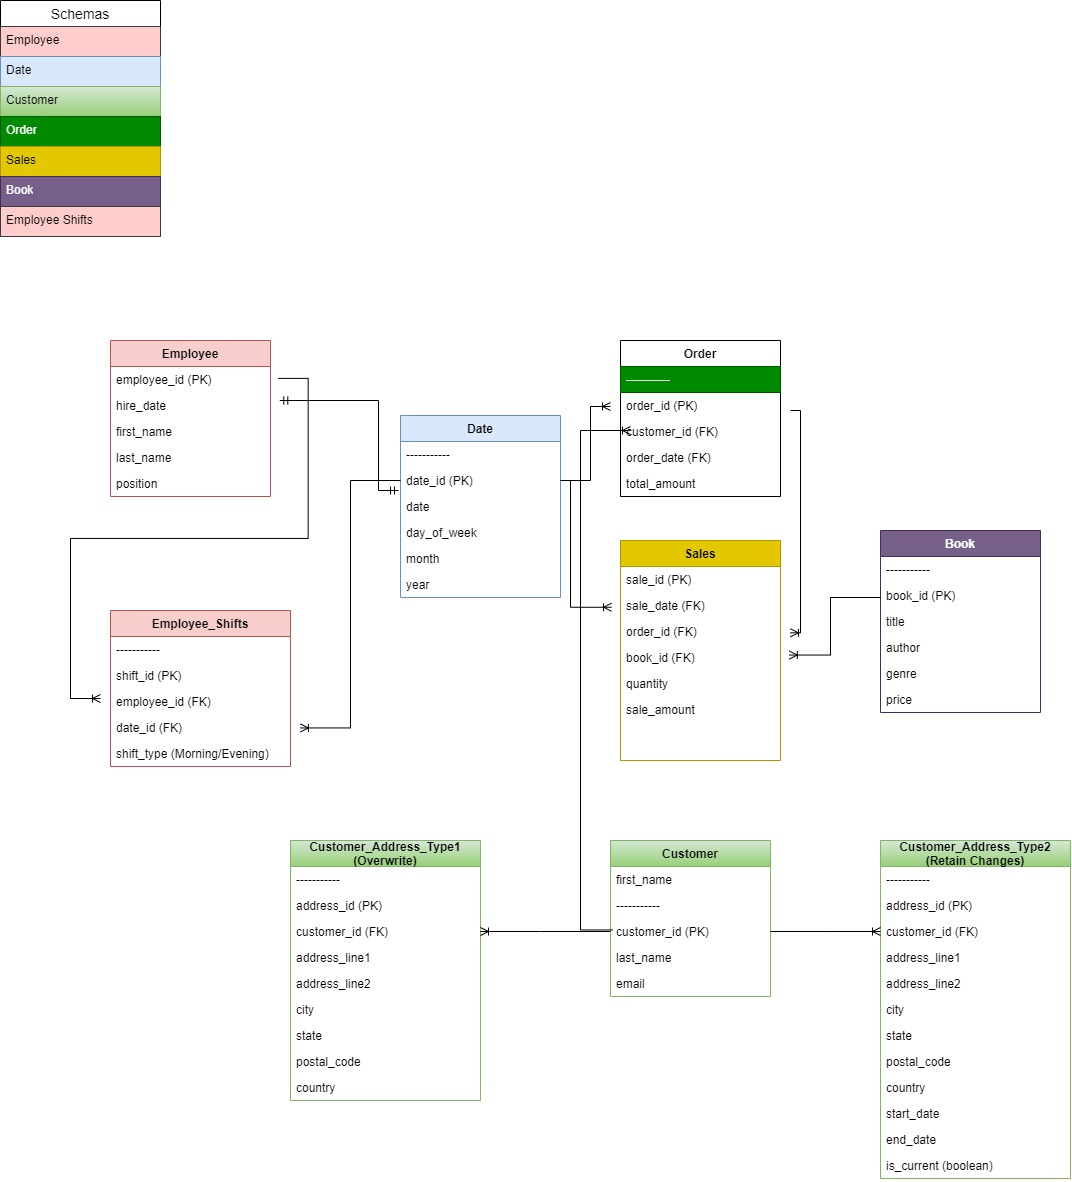 Schemas
Employee
Date
Customer
Order
Sales
Book
Employee Shifts
Employee
employee_id (PK)
hire_date
first_name
last_name
position
Date
-----------
date_id (PK)
date
day_of_week
month
year
Order
-----------
order_id (PK)
customer_id (FK)
order_date (FK)
total_amount
Sales
sale_id (PK)
sale_date (FK)
order_id (FK)
book_id (FK)
quantity
sale_amount
Book
-----------
book_id (PK)
title
author
genre
price
Employee_Shifts
-----------
shift_id (PK)
employee_id (FK)
date_id (FK)
shift_type (Morning/Evening)
Customer_Address_Type1
(Overwrite)
-----------
address_id (PK)
customer_id (FK)
address_line1
address_line2
city
state
postal_code
country
Customer
first_name
-----------
customer_id (PK)
last_name
email
Customer_Address_Type2
(Retain Changes)
-----------
address_id (PK)
customer_id (FK)
address_line1
address_line2
city
state
postal_code
country
start_date
end_date
is_current (boolean)